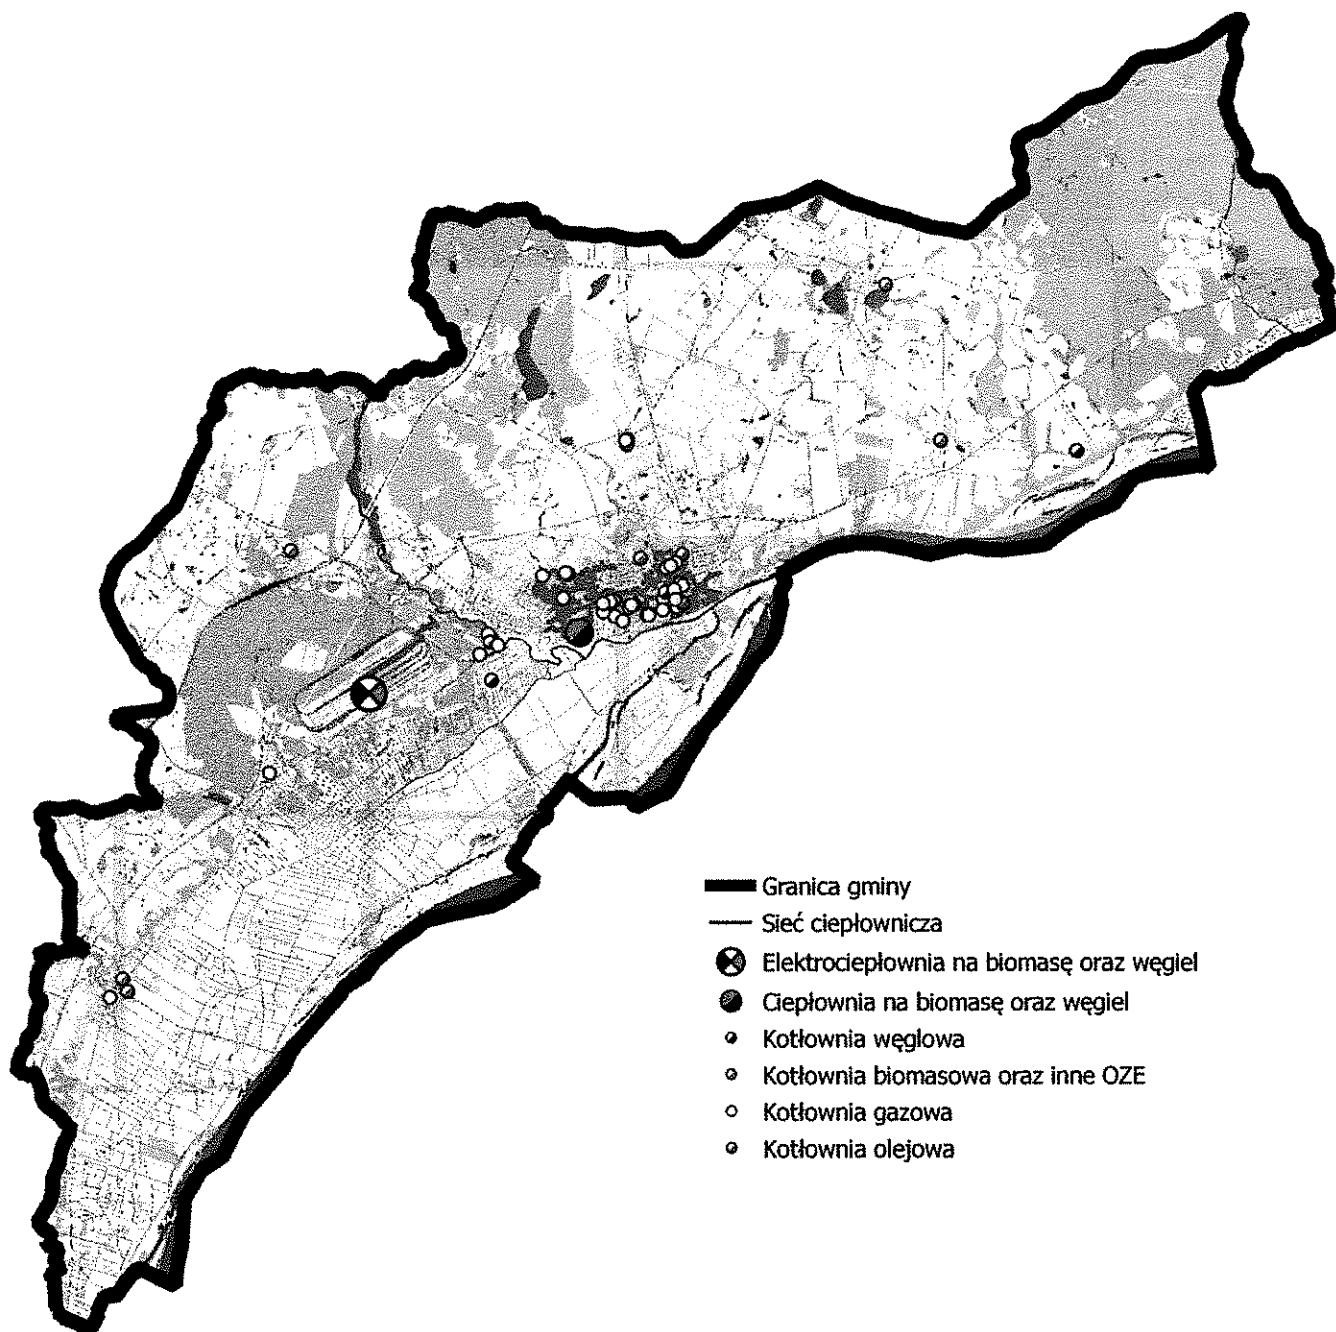 Granica gminy
Sieć ciepłownicza
Elektrociepłownia na biomasę oraz węgiel
Ciepłownia na biomasę oraz węgiel
Kotłownia węglowa
Kotłownia biomasowa oraz inne OZE
Kotłownia gazowa
Kotłownia olejowa